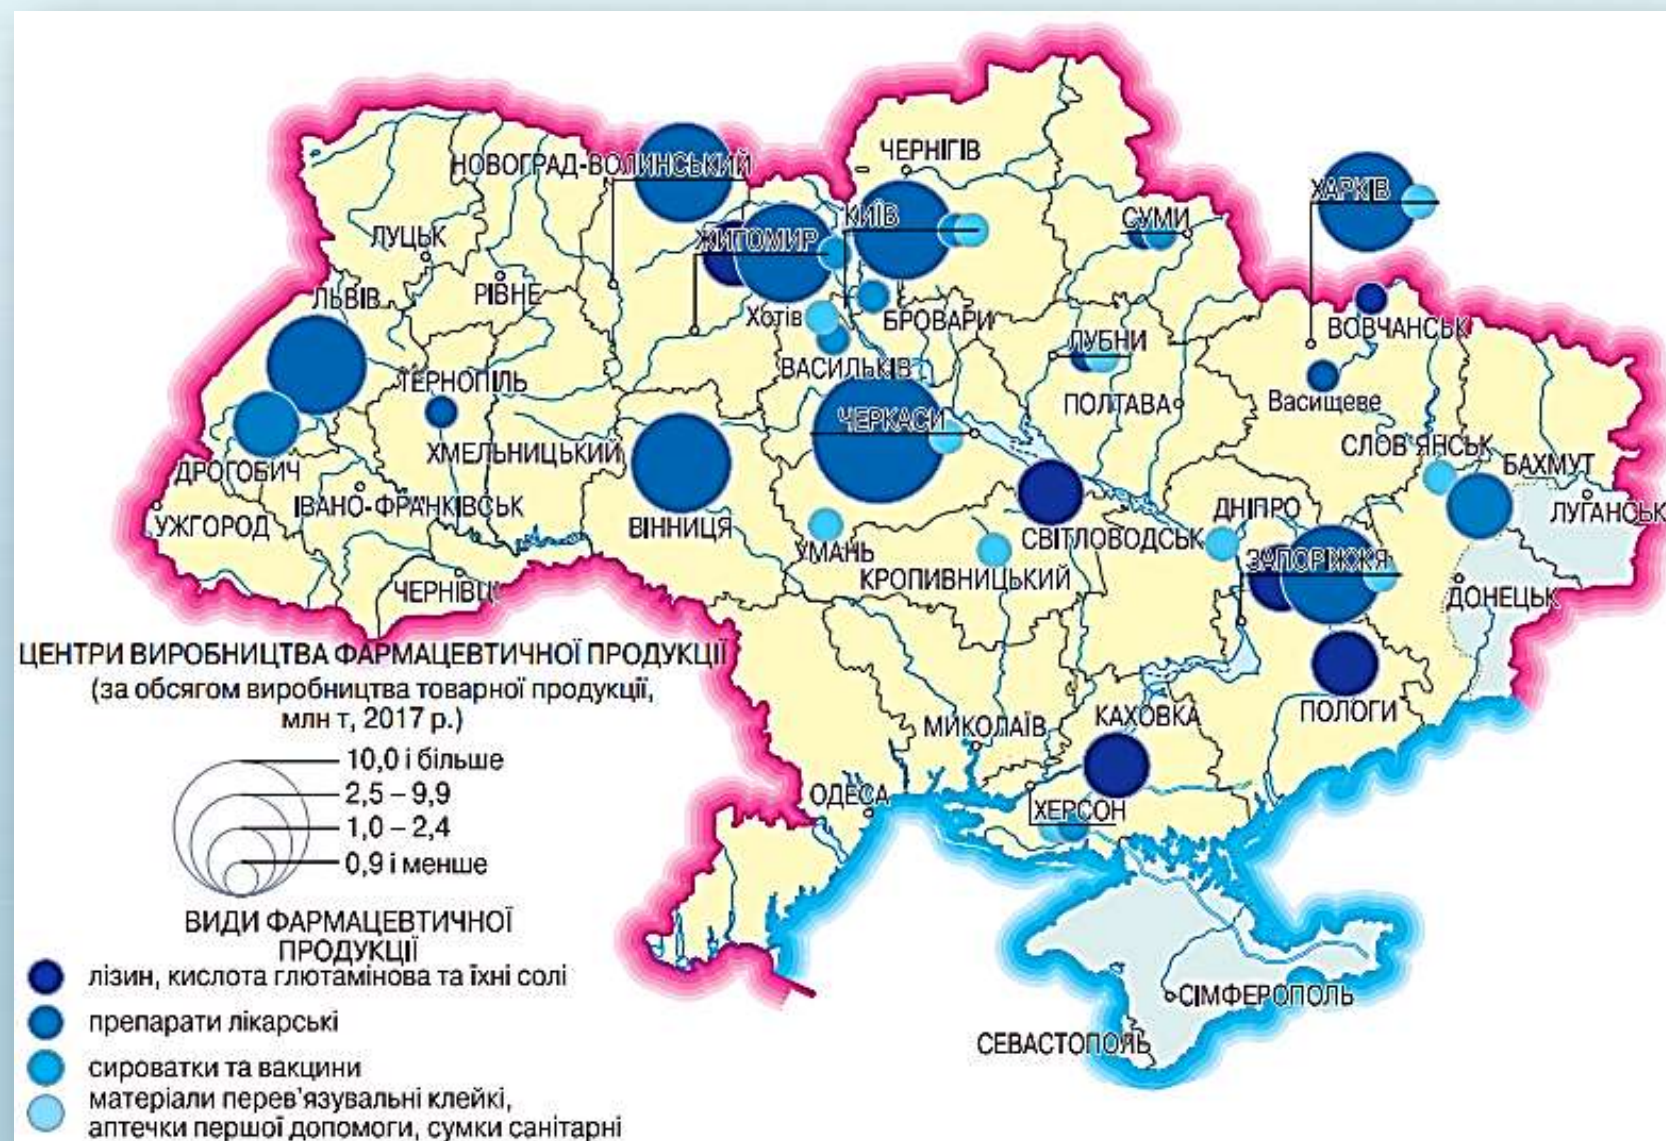 НОВОГРАД-ВОЛИНСЬКИЙ
ЧЕРНІГІВ
ХАРКІВ
ЛУЦЬК
ЖИТОМИР
КИЇВ
СУМИ
РІВНЕ
ЛЬВІВ
Хотів
БРОВАРИ
ВОВЧАНСЬК
ЛУБНИ
ВАСИЛЬКІВ
ТЕРНОПІЛЬ
ПОЛТАВА
Васищеве
ЧЕРКАСИ
ХМЕЛЬНИЦЬКИЙ
СЛОВ'ЯНСЬК
ДРОГОБИЧ
БАХМУТ
ІВАНО-ФРАНКІВСЬК
ДНІПРО
ЛУГАНСЬК
УЖГОРОД
ВІННИЦЯ
СВІТЛОВОДСЬК
УМАНЬ
ЗАПОРІЖЖЯ
КРОПИВНИЦЬКИЙ
ЧЕРНІВЦІ
ДОНЕЦЬК
ЦЕНТРИ ВИРОБНИЦТВА ФАРМАЦЕВТИЧНОЇ ПРОДУКЦІЇ
(за обсягом виробництва товарної продукції,
млн т, 2017 р.)
ПОЛОГИ
КАХОВКА
МИКОЛАЇВ
10,0 і більше
2,5 – 9,9
ОДЕСА
ХЕРСОН
1,0 – 2,4
0,9 і менше
ВИДИ ФАРМАЦЕВТИЧНОЇ
ПРОДУКЦІЇ
лізин, кислота глютамінова та їхні солі
СІМФЕРОПОЛЬ
препарати лікарські
СЕВАСТОПОЛЬ
сироватки та вакцини
матеріали перев'язувальні клейкі,
аптечки першої допомоги, сумки санітарні